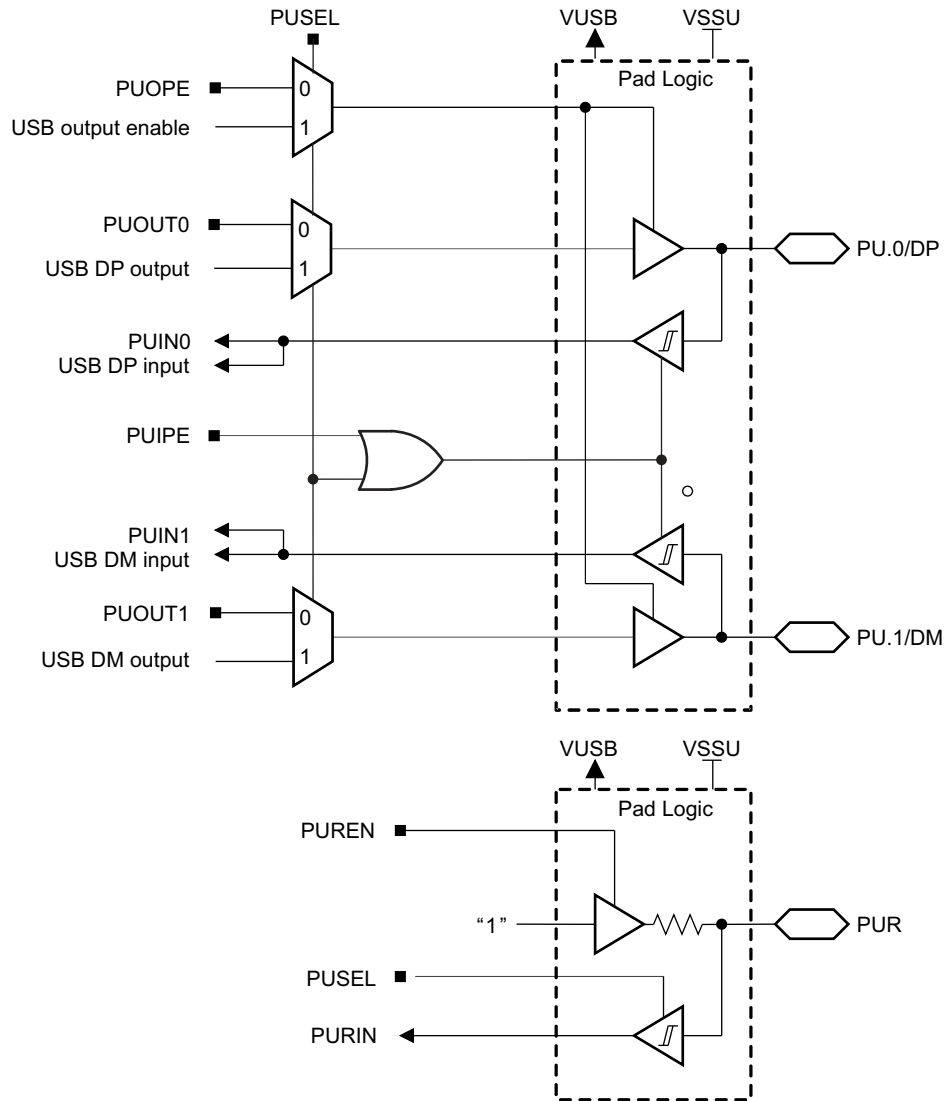 PUSEL
VUSB
VSSU
Pad Logic
PUOPE
0
USB output enable
1
PUOUT0
0
USB DP output
1
PU.0/DP
PUIN0
USB DP input
PUIPE
PUIN1
USB DM input
PUOUT1
0
USB DM output
1
PU.1/DM
VUSB
VSSU
Pad Logic
PUREN
“1”
PUR
PUSEL
PURIN